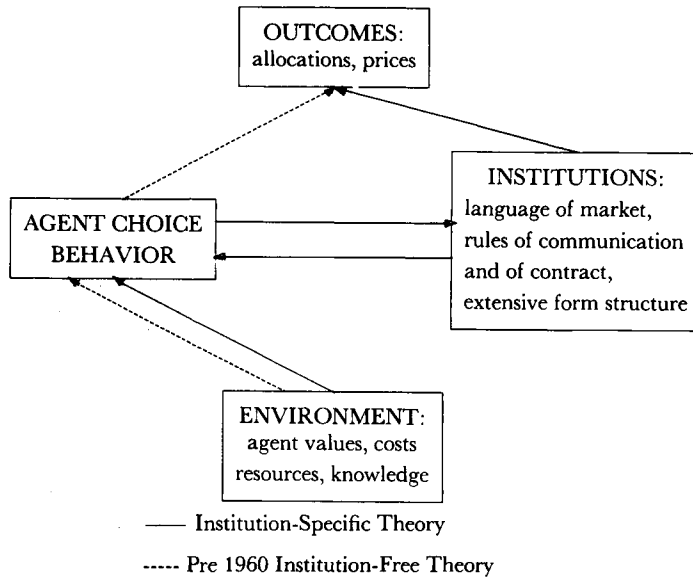 OUTCOMES:
allocations, prices
AGENT CHOICE
BEHAVIOR
INSTITUTIONS:
language of market,
rules of communication
and of contract,
extensive form structure
ENVIRONMENT:
agent values, costs
resources, knowledge
Institution-Specific Theory
Pre 1960 Institution-Free Theory